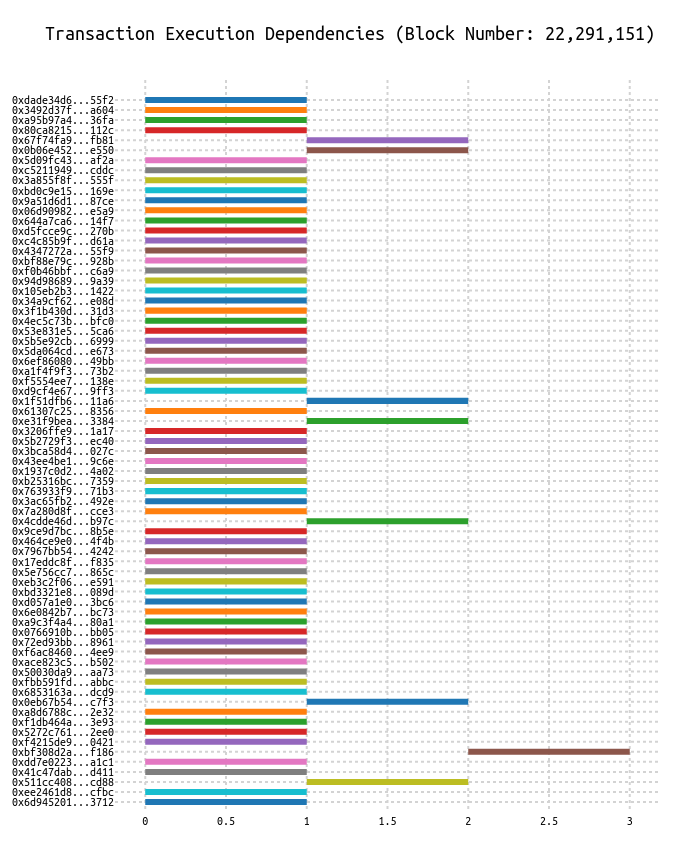 Transaction Execution Dependencies (Block Number: 22,291,151)
0xdade34d6...55f2
0x3492d37f...a604
0xa95b97a4...36fa
0x80ca8215...112c
0x67f74fa9...fb81
0x0b06e452...e550
0x5d09fc43...af2a
0xc5211949...cddc
0x3a855f8f...555f
0xbd0c9e15...169e
0x9a51d6d1...87ce
0x06d90982...e5a9
0x644a7ca6...14f7
0xd5fcce9c...270b
0xc4c85b9f...d61a
0x4347272a...55f9
0xbf88e79c...928b
0xf0b46bbf...c6a9
0x94d98689...9a39
0x105eb2b3...1422
0x34a9cf62...e08d
0x3f1b430d...31d3
0x4ec5c73b...bfc0
0x53e831e5...5ca6
0x5b5e92cb...6999
0x5da064cd...e673
0x6ef86080...49bb
0xa1f4f9f3...73b2
0xf5554ee7...138e
0xd9cf4e67...9ff3
0x1f51dfb6...11a6
0x61307c25...8356
0xe31f9bea...3384
0x3206ffe9...1a17
0x5b2729f3...ec40
0x3bca58d4...027c
0x43ee4be1...9c6e
0x1937c0d2...4a02
0xb25316bc...7359
0x763933f9...71b3
0x3ac65fb2...492e
0x7a280d8f...cce3
0x4cdde46d...b97c
0x9ce9d7bc...8b5e
0x464ce9e0...4f4b
0x7967bb54...4242
0x17eddc8f...f835
0x5e756cc7...865c
0xeb3c2f06...e591
0xbd3321e8...089d
0xd057a1e0...3bc6
0x6e0842b7...bc73
0xa9c3f4a4...80a1
0x0766910b...bb05
0x72ed93bb...8961
0xf6ac8460...4ee9
0xace823c5...b502
0x50030da9...aa73
0xfbb591fd...abbc
0x6853163a...dcd9
0x0eb67b54...c7f3
0xa8d6788c...2e32
0xf1db464a...3e93
0x5272c761...2ee0
0xf4215de9...0421
0xbf308d2a...f186
0xdd7e0223...a1c1
0x41c47dab...d411
0x511cc408...cd88
0xee2461d8...cfbc
0x6d945201...3712
0 0.5 1 1.5 2 2.5 3